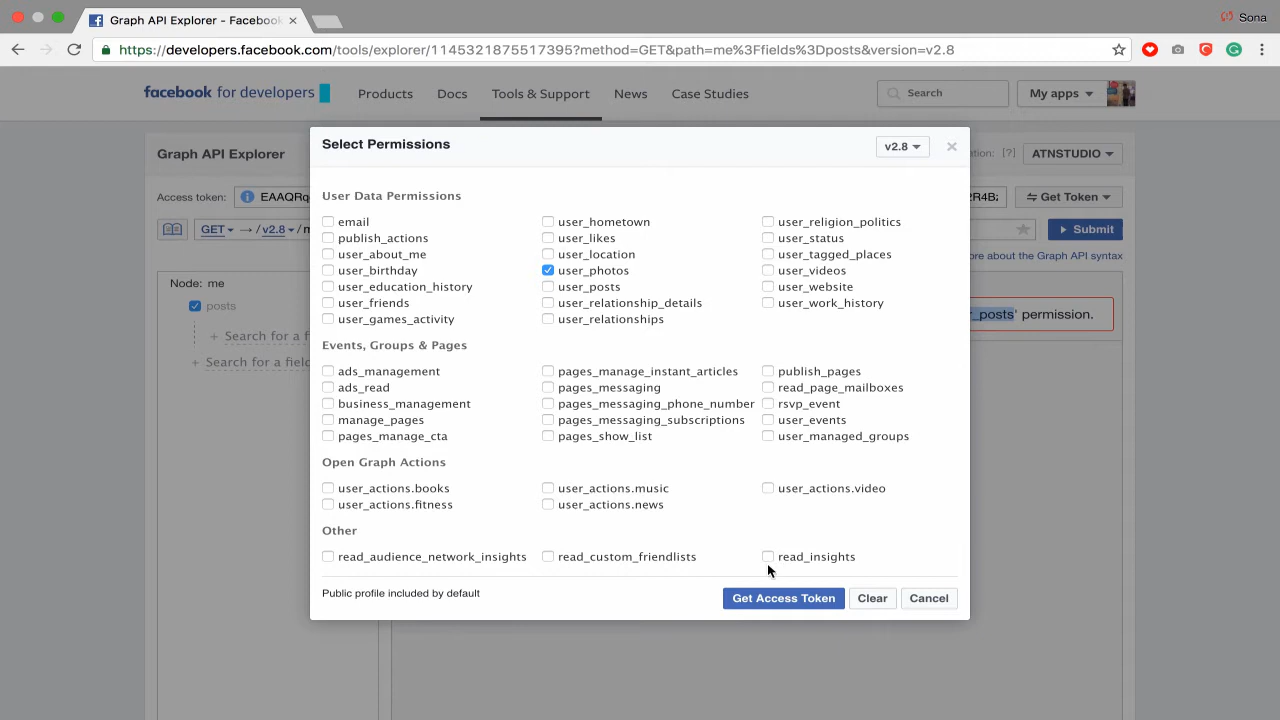 Graph API Explorer - Facebook
Sona
https://developers.facebook.com/tools/explorer/1145321875517395?method=GET&path=me%3Ffields%3Dposts&version=v2.8
facebook for developers
Products
Docs
Tools & Support
News
Case Studies
Search
My apps
Graph API Explorer
[?]
ATNSTUDIO
Access token:
Get Token
GET → / v2.8 /
Submit
more about the Graph API syntax
Node: me
posts
+ Search for a
+ Search for a field
_posts' permission.
Select Permissions
v2.8
User Data Permissions
email
user_hometown
user_religion_politics
publish_actions
user_likes
user_status
user_about_me
user_location
user_tagged_places
user_birthday
user_photos
user_videos
user_education_history
user_posts
user_website
user_friends
user_relationship_details
user_work_history
user_games_activity
user_relationships
Events, Groups & Pages
ads_management
pages_manage_instant_articles
publish_pages
ads_read
pages_messaging
read_page_mailboxes
business_management
pages_messaging_phone_number
rsvp_event
manage_pages
pages_messaging_subscriptions
user_events
pages_manage_cta
pages_show_list
user_managed_groups
Open Graph Actions
user_actions.books
user_actions.music
user_actions.video
user_actions.fitness
user_actions.news
Other
read_audience_network_insights
read_custom_friendlists
read_insights
Public profile included by default
Get Access Token
Clear
Cancel